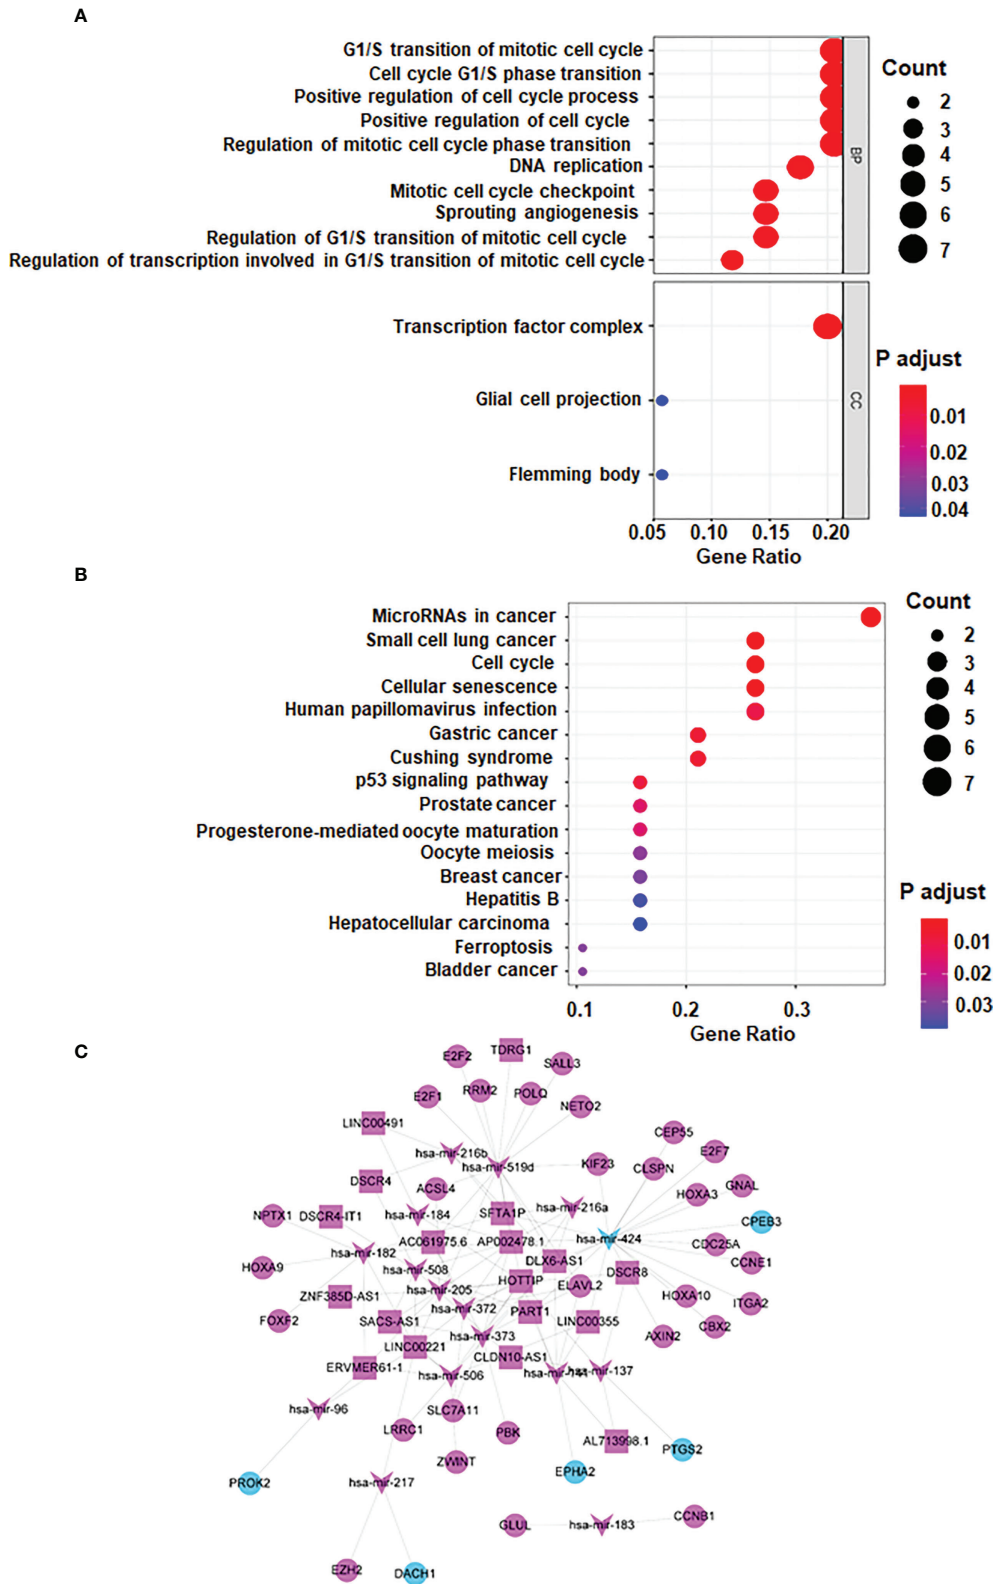 A
G1/S transition of mitotic cell cycle
Cell cycle G1/S phase transition
Positive regulation of cell cycle process
Positive regulation of cell cycle
Regulation of mitotic cell cycle phase transition
DNA replication
Mitotic cell cycle checkpoint
Sprouting angiogenesis
Regulation of G1/S transition of mitotic cell cycle
Regulation of transcription involved in G1/S transition of mitotic cell cycle
BP
Transcription factor complex
Glial cell projection
Flemming body
CC
0.05 0.10 0.15 0.20
Gene Ratio
Count
2
3
4
5
6
7
P adjust
0.01
0.02
0.03
0.04
B
MicroRNAs in cancer
Small cell lung cancer
Cell cycle
Cellular senescence
Human papillomavirus infection
Gastric cancer
Cushing syndrome
p53 signaling pathway
Prostate cancer
Progesterone-mediated oocyte maturation
Oocyte meiosis
Breast cancer
Hepatitis B
Hepatocellular carcinoma
Ferroptosis
Bladder cancer
0.1 0.2 0.3
Gene Ratio
Count
2
3
4
5
6
7
P adjust
0.01
0.02
0.03
C
E2F2
TDRG1
SALL3
E2F1
RRM2
POLQ
NETO2
LINC00491
CEP55
E2F7
hsa-mir-216b
hsa-mir-519d
KIF23
CLSPN
DSCR4
ACSL4
HOXA3
GNAL
NPTX1
DSCR4-IT1
hsa-mir-184
SFTA1P
hsa-mir-216a
CPEB3
hsa-mir-182
AC061975.6
AP002478.1
hsa-mir-424
CDC25A
HOXA9
hsa-mir-508
DLX6-AS1
DSCR8
CCNE1
ZNF385D-AS1
hsa-mir-205
HOTTIP
ELAVL2
HOXA10
ITGA2
FOXF2
SACS-AS1
hsa-mir-372
PART1
LINC00355
CBX2
LINC00221
hsa-mir-373
AXIN2
ERVMER61-1
hsa-mir-506
CLDN10-AS1
hsa-mir-137
hsa-mir-96
LRRC1
SLC7A11
PBK
AL713998.1
PTGS2
ZWINT
EPHA2
PROK2
hsa-mir-217
GLUL
hsa-mir-183
CCNB1
EZH2
DACH1